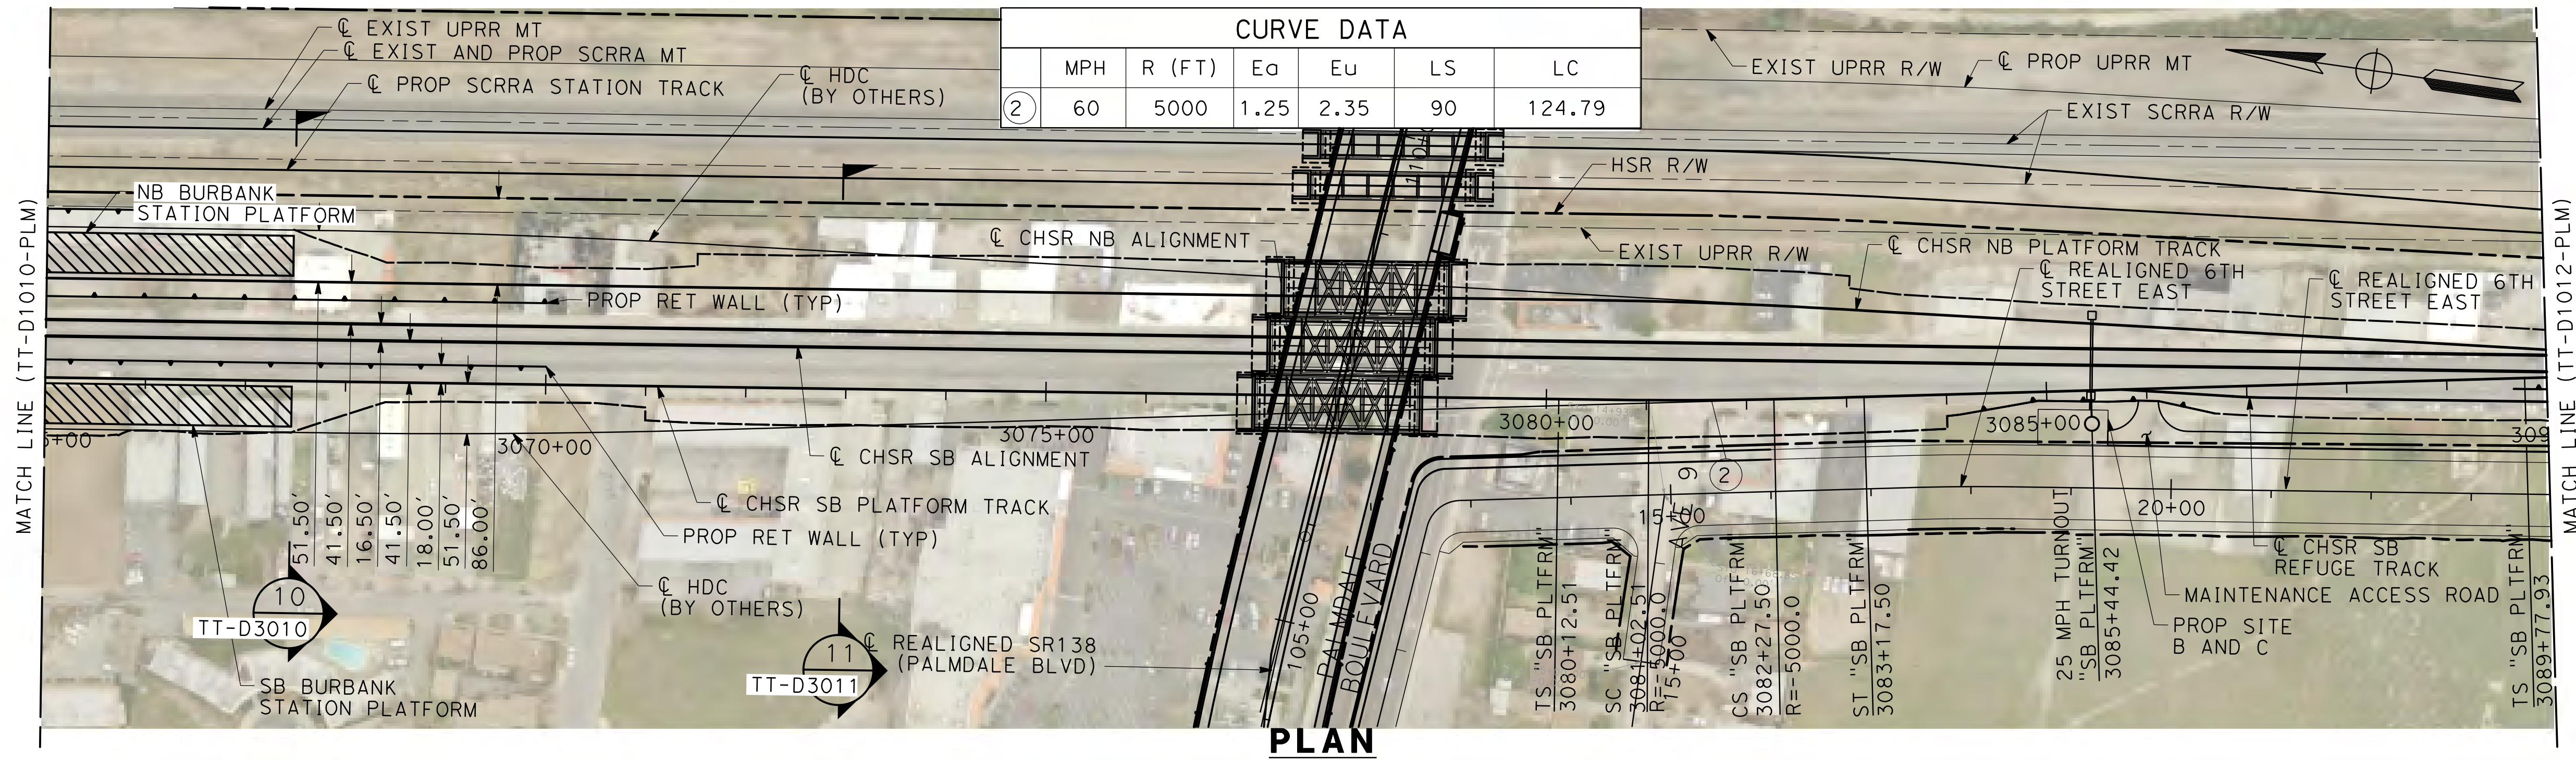 CURVE DATA
MPH R (FT) Ea Eu LS LC
2 60 5000 1.25 2.35 90 124.79
℄ EXIST UPRR MT
℄ EXIST AND PROP SCRRA MT
℄ PROP SCRRA STATION TRACK
℄ HDC
(BY OTHERS)
EXIST UPRR R/W
℄ PROP UPRR MT
EXIST SCRRA R/W
HSR R/W
NB BURBANK
STATION PLATFORM
℄ CHSR NB ALIGNMENT
EXIST UPRR R/W
℄ CHSR NB PLATFORM TRACK
℄ REALIGNED 6TH
STREET EAST
℄ REALIGNED 6TH
STREET EAST
PROP RET WALL (TYP)
MATCH LINE (TT-D1010-PLM)
MATCH LINE (TT-D1012-PLM)
5+00
3070+00
3075+00
3080+00
3085+00
309
℄ CHSR SB ALIGNMENT
℄ CHSR SB PLATFORM TRACK
PROP RET WALL (TYP)
℄ HDC
(BY OTHERS)
51.50'
41.50'
16.50'
41.50'
18.00'
51.50'
86.00'
10
TT-D3010
11
TT-D3011
SB BURBANK
STATION PLATFORM
℄ REALIGNED SR138
(PALMDALE BLVD)
105+00
PALMDALE
BOULEVARD
2
AVE 9
15+00
15+00
20+00
TS "SB PLTFRM"
3080+12.51
SC "SB PLTFRM"
3081+02.51
R=-5000.0
CS "SB PLTFRM"
3082+27.50
R=-5000.0
ST "SB PLTFRM"
3083+17.50
25 MPH TURNOUT
"SB PLTFRM"
3085+44.42
TS "SB PLTFRM"
3089+77.93
℄ CHSR SB
REFUGE TRACK
MAINTENANCE ACCESS ROAD
PROP SITE
B AND C
PLAN